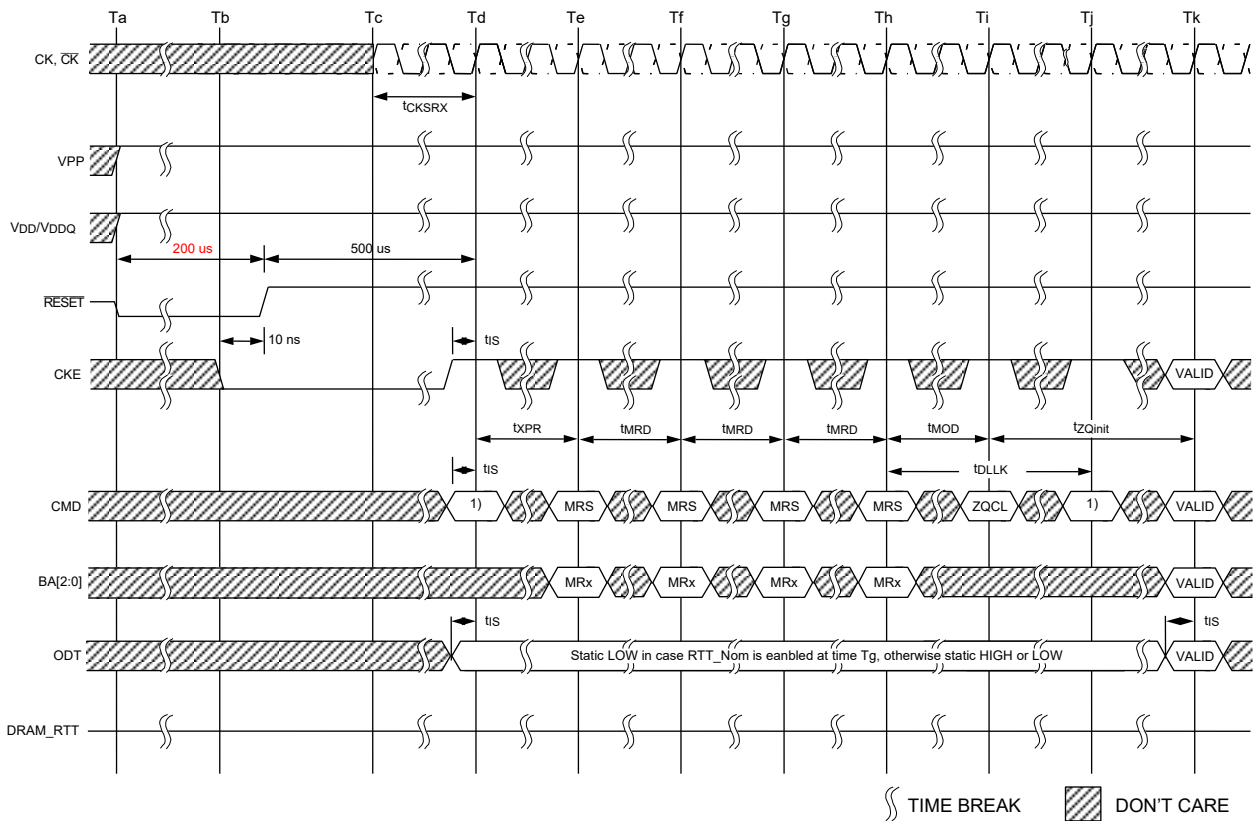 Ta Tb Tc Td Te Tf Tg Th Ti Tj Tk
CK, CK
tCKSRX
VPP
VDD/VDDQ
200 us 500 us
RESET
10 ns tIS
CKE VALID
tXPR tMRD tMRD tMRD tMOD tZQinit
tIS tDLLK
CMD 1) MRS MRS MRS MRS ZQCL 1) VALID
BA[2:0] MRx MRx MRx MRx VALID
tIS tIS
ODT Static LOW in case RTT_Nom is eanbled at time Tg, otherwise static HIGH or LOW VALID
DRAM_RTT
TIME BREAK DON'T CARE